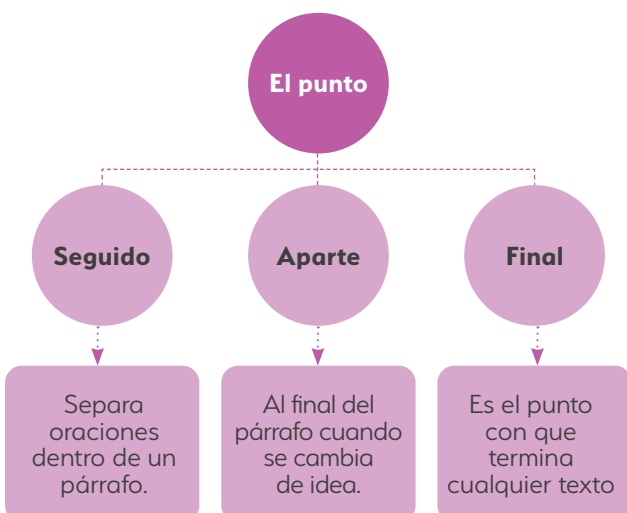 El punto
Seguido
Aparte
Final
Separa
oraciones
dentro de un
párrafo.
Al final del
párrafo cuando
se cambia
de idea.
Es el punto
con que
termina
cualquier texto